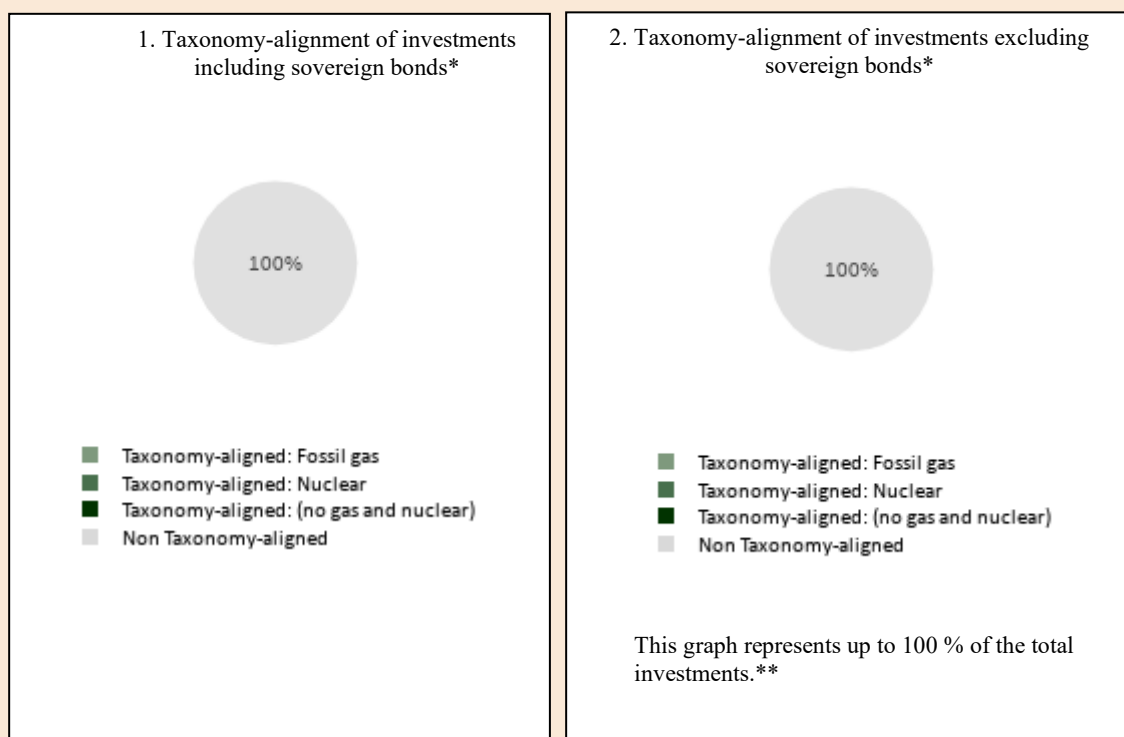 1. Taxonomy-alignment of investments
including sovereign bonds*
100%
Taxonomy-aligned: Fossil gas
Taxonomy-aligned: Nuclear
Taxonomy-aligned: (no gas and nuclear)
Non Taxonomy-aligned
2. Taxonomy-alignment of investments excluding
sovereign bonds*
100%
Taxonomy-aligned: Fossil gas
Taxonomy-aligned: Nuclear
Taxonomy-aligned: (no gas and nuclear)
Non Taxonomy-aligned
This graph represents up to 100 % of the total
investments.**